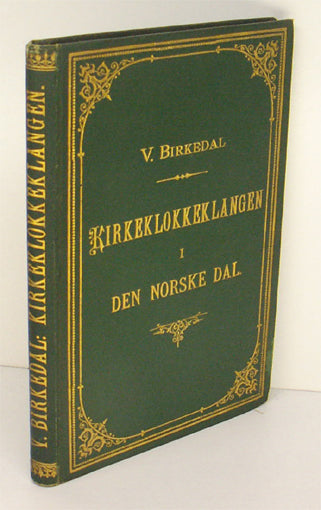 V. BIRKEDAL
KIRKEKLOKKEKLANGEN
I
DEN NORSKE DAL.
V. BIRKEDAL: KIRKEKLOKKEKLANGEN.